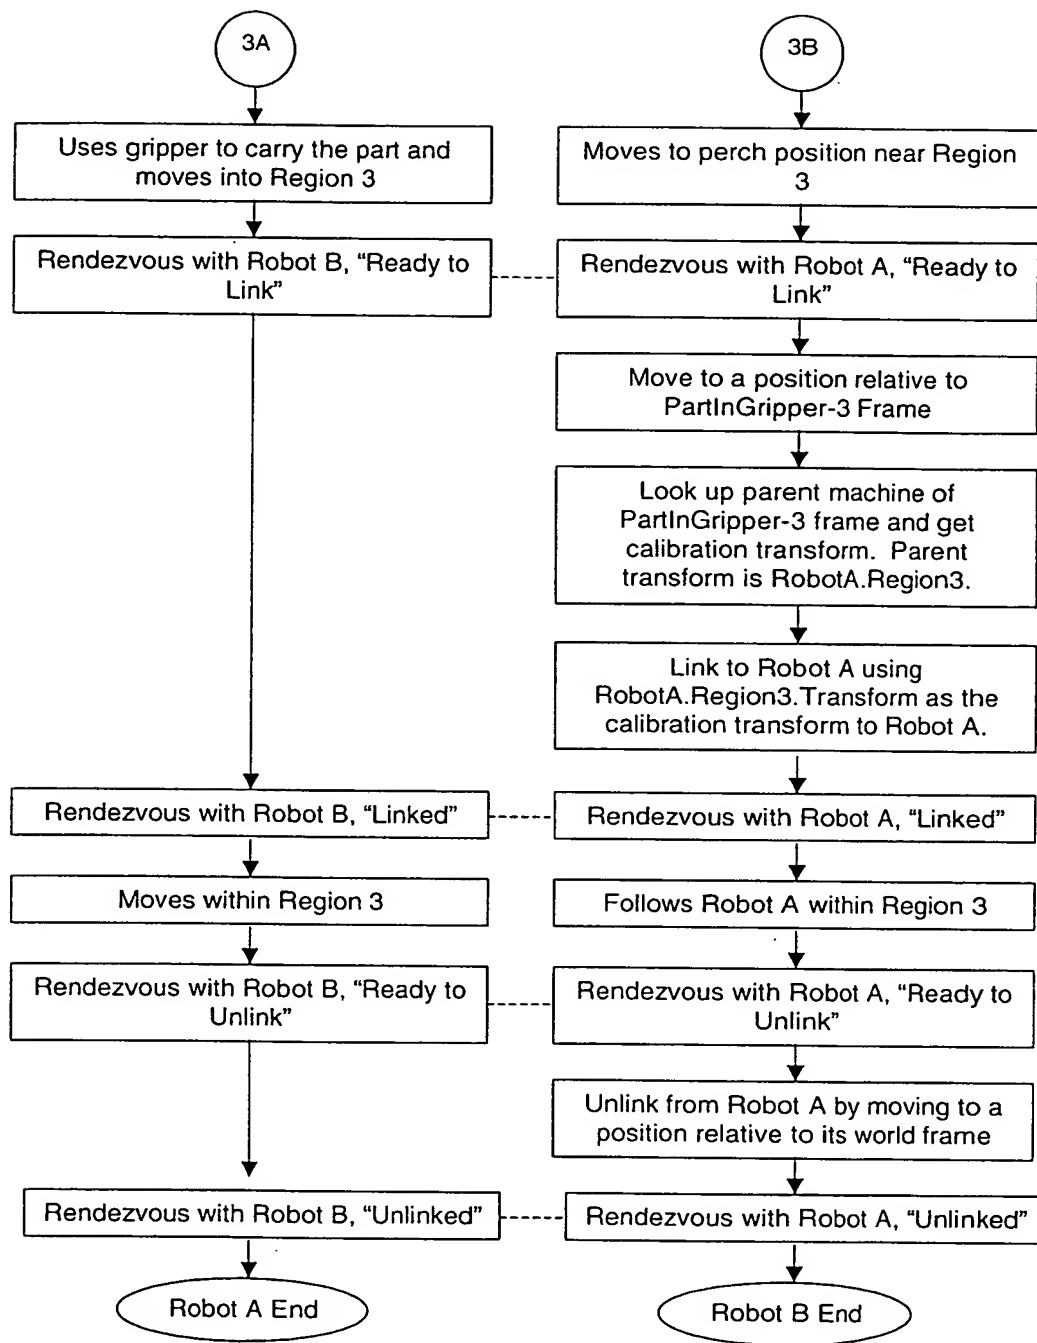 3A
3B
Uses gripper to carry the part and
moves into Region 3
Moves to perch position near Region
3
Rendezvous with Robot B, “Ready to
Link”
Rendezvous with Robot A, “Ready to
Link”
Move to a position relative to
PartInGripper-3 Frame
Look up parent machine of
PartInGripper-3 frame and get
calibration transform. Parent
transform is RobotA.Region3.
Link to Robot A using
RobotA.Region3.Transform as the
calibration transform to Robot A.
Rendezvous with Robot B, “Linked”
Rendezvous with Robot A, “Linked”
Moves within Region 3
Follows Robot A within Region 3
Rendezvous with Robot B, “Ready to
Unlink”
Rendezvous with Robot A, “Ready to
Unlink”
Unlink from Robot A by moving to a
position relative to its world frame
Rendezvous with Robot B, “Unlinked”
Rendezvous with Robot A, “Unlinked”
Robot A End
Robot B End